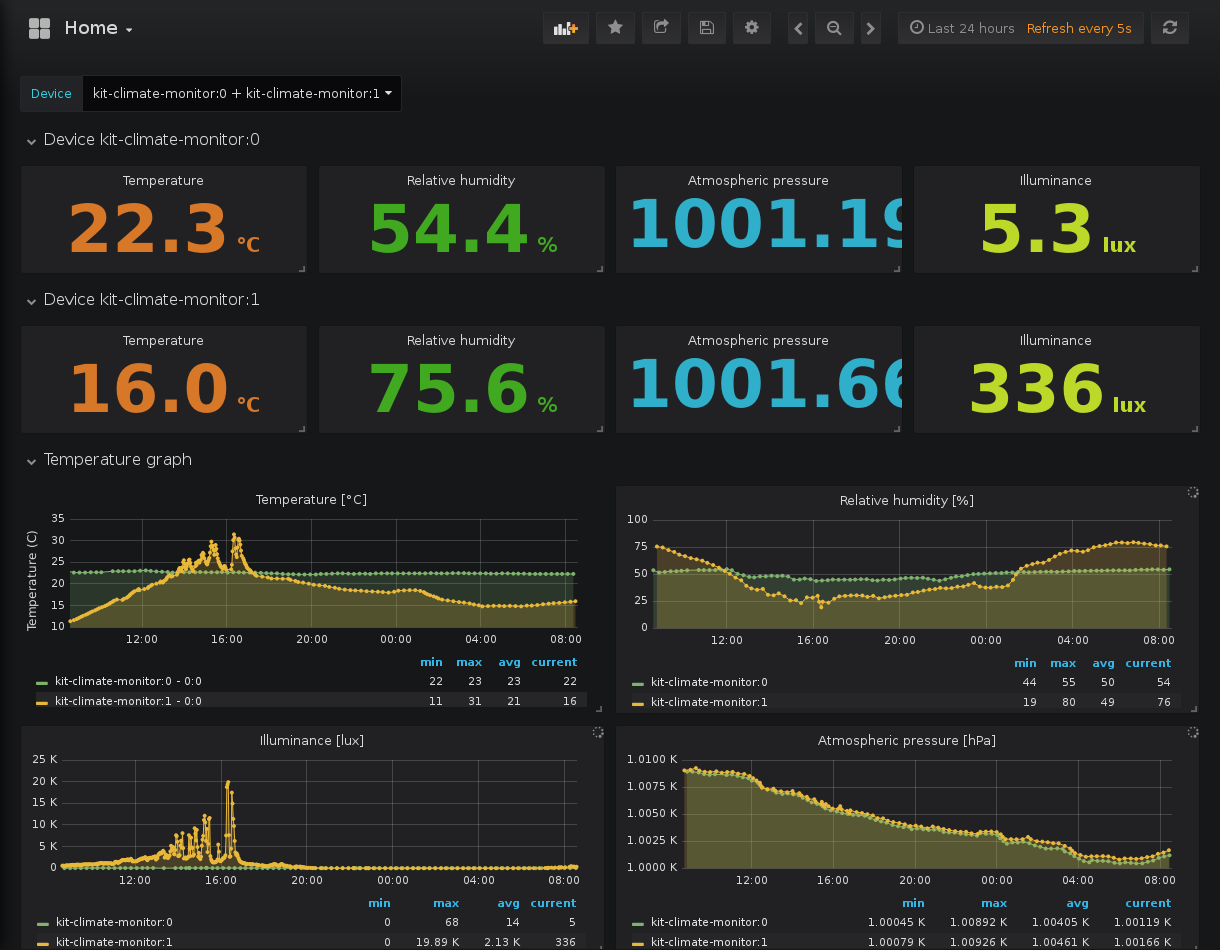 Home
Last 24 hours Refresh every 5s
Device kit-climate-monitor:0 + kit-climate-monitor:1
Device kit-climate-monitor:0
Temperature Relative humidity Atmospheric pressure Illuminance
22.3 °C 54.4 % 1001.19 5.3 lux
Device kit-climate-monitor:1
Temperature Relative humidity Atmospheric pressure Illuminance
16.0 °C 75.6 % 1001.66 336 lux
Temperature graph
Temperature [°C]
Temperature (C)
35
30
25
20
15
10
12:00 16:00 20:00 00:00 04:00 08:00
min max avg current
kit-climate-monitor:0 - 0:0 22 23 23 22
kit-climate-monitor:1 - 0:0 11 31 21 16
Relative humidity [%]
100
75
50
25
0
12:00 16:00 20:00 00:00 04:00 08:00
min max avg current
kit-climate-monitor:0 44 55 50 54
kit-climate-monitor:1 19 80 49 76
Illuminance [lux]
25 K
20 K
15 K
10 K
5 K
0
12:00 16:00 20:00 00:00 04:00 08:00
min max avg current
kit-climate-monitor:0 0 68 14 5
kit-climate-monitor:1 0 19.89 K 2.13 K 336
Atmospheric pressure [hPa]
1.0100 K
1.0075 K
1.0050 K
1.0025 K
1.0000 K
12:00 16:00 20:00 00:00 04:00 08:00
min max avg current
kit-climate-monitor:0 1.00045 K 1.00892 K 1.00405 K 1.00119 K
kit-climate-monitor:1 1.00079 K 1.00926 K 1.00461 K 1.00166 K